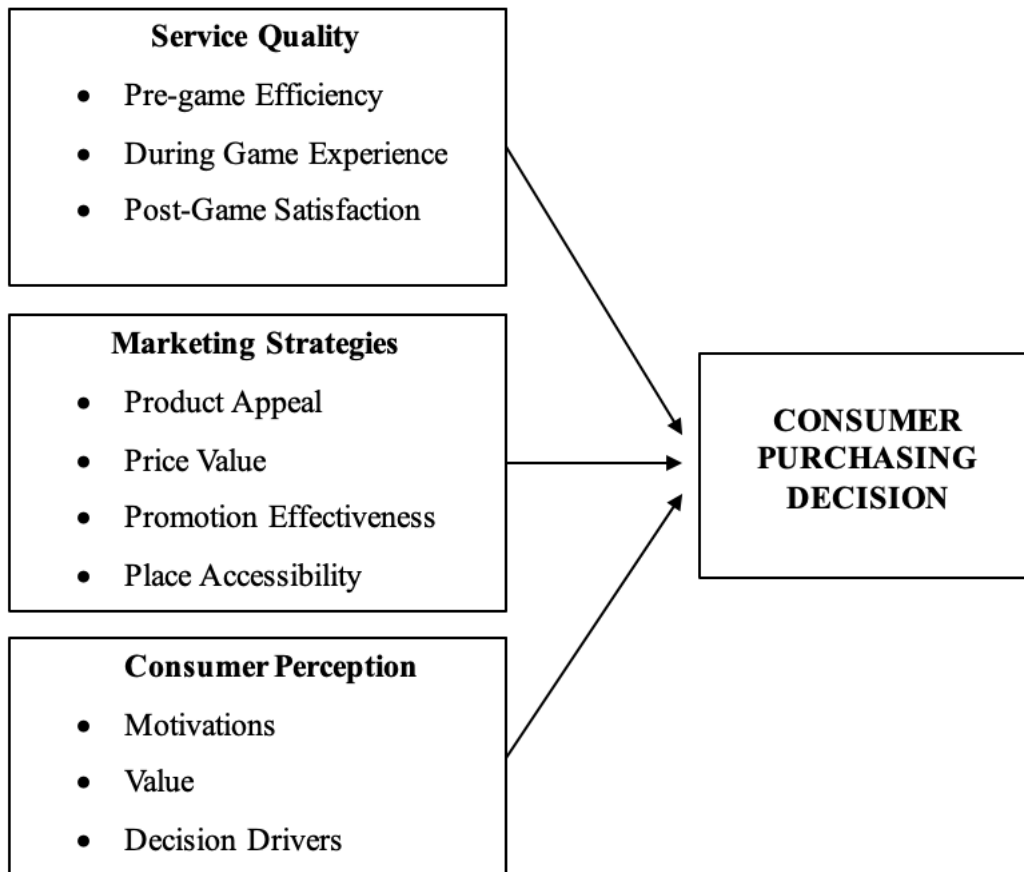 Service Quality
• Pre-game Efficiency
• During Game Experience
• Post-Game Satisfaction
Marketing Strategies
• Product Appeal
• Price Value
• Promotion Effectiveness
• Place Accessibility
Consumer Perception
• Motivations
• Value
• Decision Drivers
CONSUMER
PURCHASING
DECISION